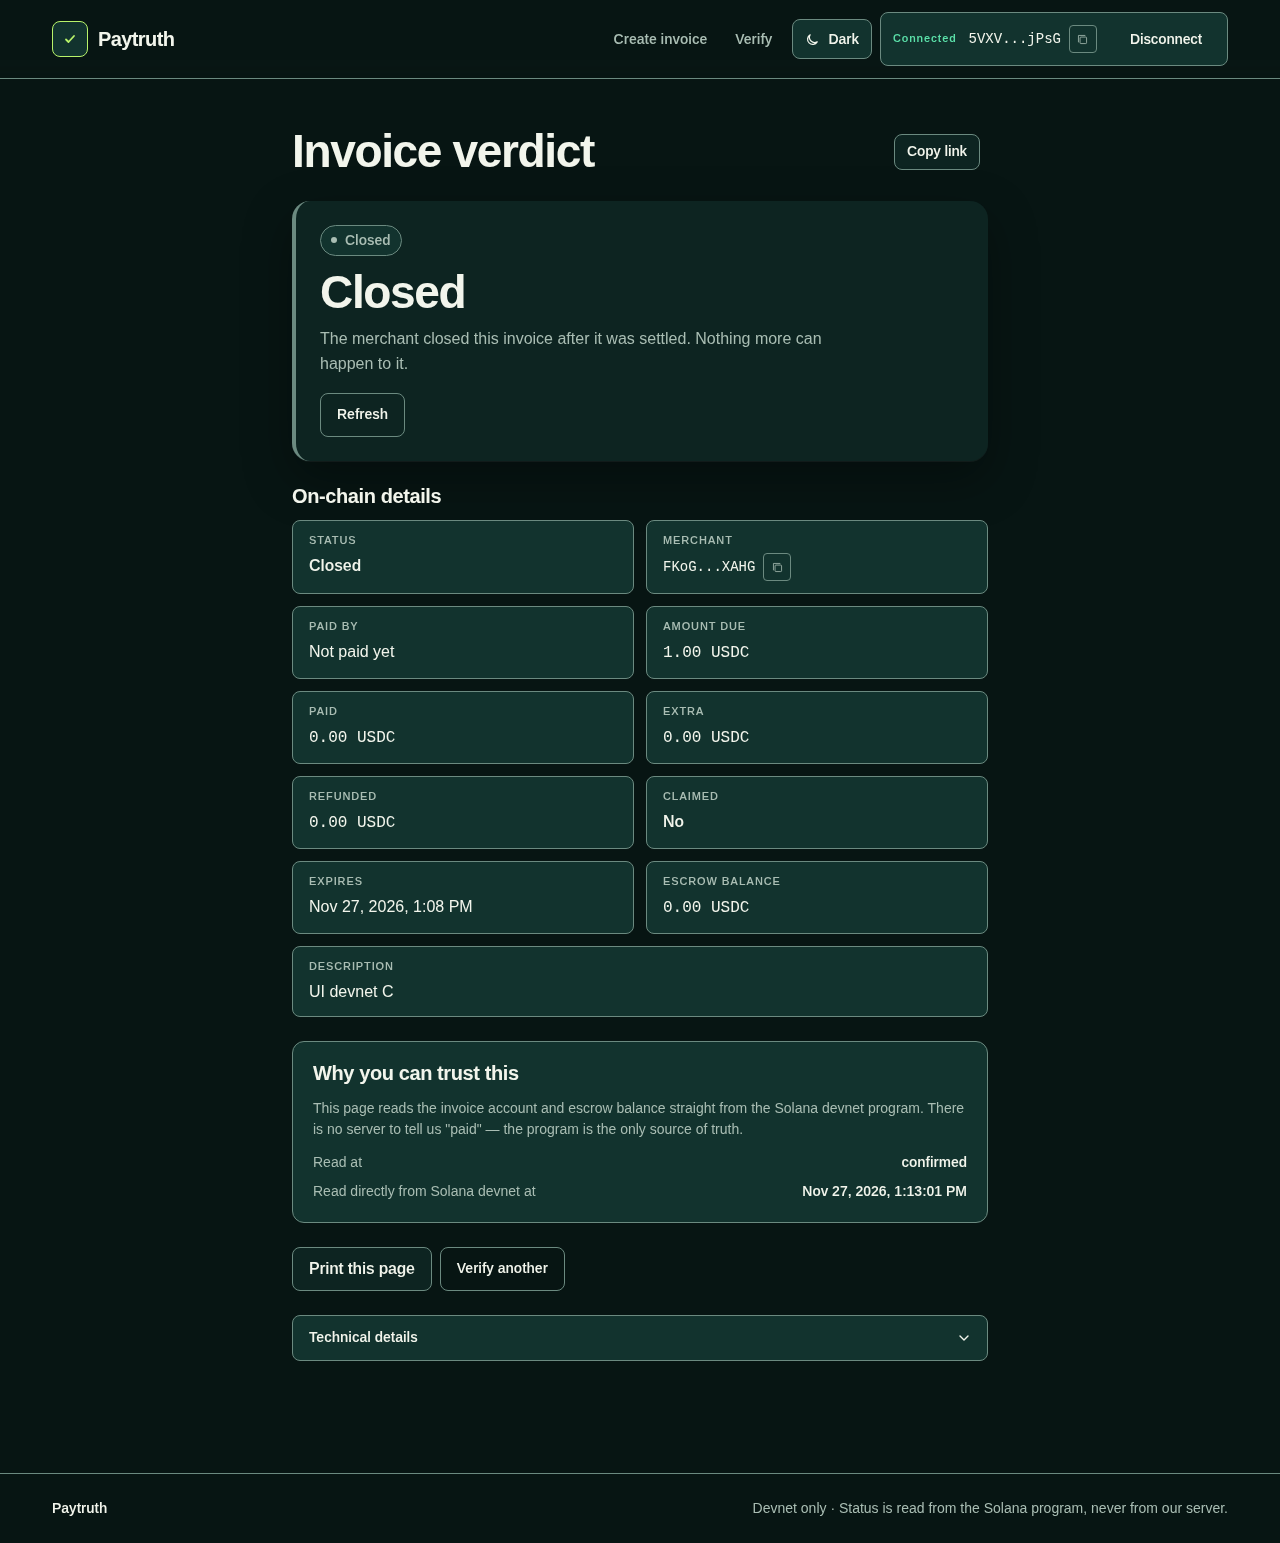 Paytruth
Create invoice
Verify
Dark
Connected
5VXV...jPsG
Disconnect
Invoice verdict
Copy link
Closed
Closed
The merchant closed this invoice after it was settled. Nothing more can
happen to it.
Refresh
On-chain details
STATUS
Closed
MERCHANT
FKoG...XAHG
PAID BY
Not paid yet
AMOUNT DUE
1.00 USDC
PAID
0.00 USDC
EXTRA
0.00 USDC
REFUNDED
0.00 USDC
CLAIMED
No
EXPIRES
Nov 27, 2026, 1:08 PM
ESCROW BALANCE
0.00 USDC
DESCRIPTION
UI devnet C
Why you can trust this
This page reads the invoice account and escrow balance straight from the Solana devnet program. There
is no server to tell us "paid" — the program is the only source of truth.
Read at
confirmed
Read directly from Solana devnet at
Nov 27, 2026, 1:13:01 PM
Print this page
Verify another
Technical details
Paytruth
Devnet only · Status is read from the Solana program, never from our server.